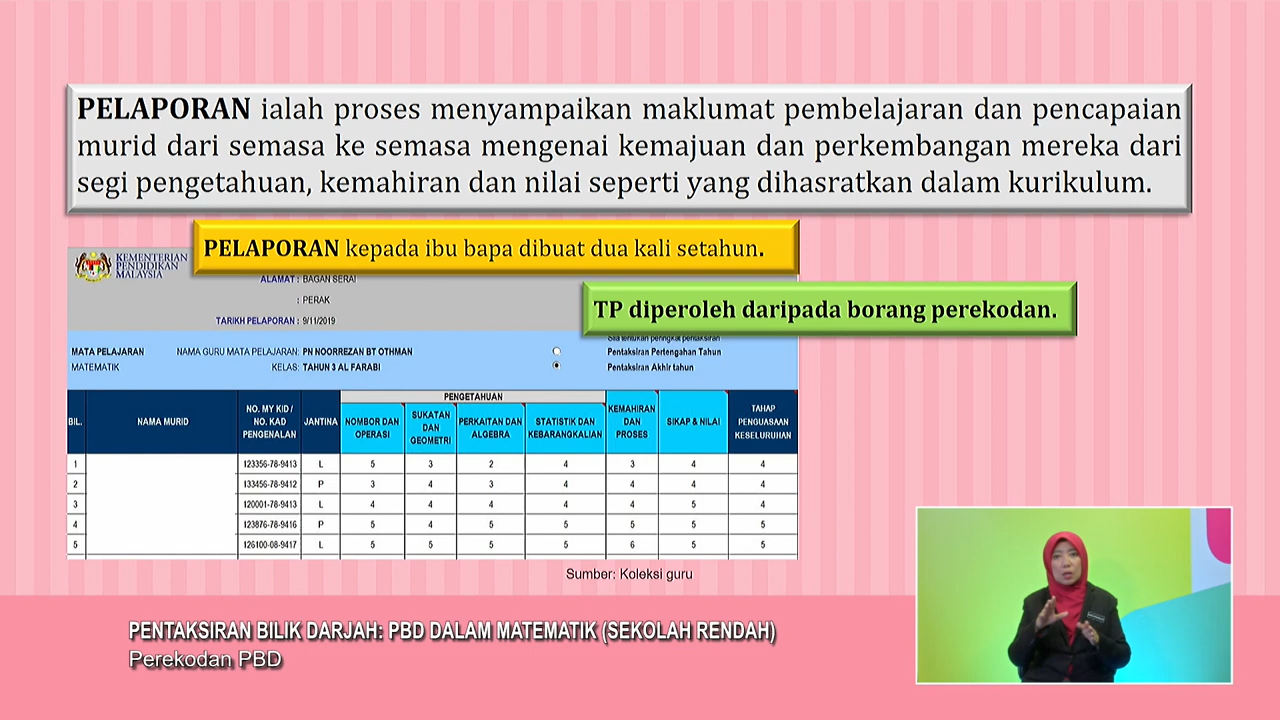 PELAPORAN ialah proses menyampaikan maklumat pembelajaran dan pencapaian
murid dari semasa ke semasa mengenai kemajuan dan perkembangan mereka dari
segi pengetahuan, kemahiran dan nilai seperti yang dihasratkan dalam kurikulum.
PELAPORAN kepada ibu bapa dibuat dua kali setahun.
KEMENTERIAN
PENDIDIKAN
MALAYSIA
ALAMAT : BAGAN SERAI
: PERAK
TARIKH PELAPORAN : 9/11/2019
TP diperoleh daripada borang perekodan.
Sila tentukan peringkat pentaksiran
MATA PELAJARAN NAMA GURU MATA PELAJARAN: PN NOORREZAN BT OTHMAN Pentaksiran Pertengahan Tahun
MATEMATIK KELAS: TAHUN 3 AL FARABI Pentaksiran Akhir tahun
PENGETAHUAN
BIL. NAMA MURID NO. MY KID / NO. KAD PENGENALAN JANTINA NOMBOR DAN OPERASI SUKATAN DAN GEOMETRI PERKAITAN DAN ALGEBRA STATISTIK DAN KEBARANGKALIAN KEMAHIRAN DAN PROSES SIKAP & NILAI TAHAP PENGUASAAN KESELURUHAN
1 123356-78-9413 L 5 3 2 4 3 4 4
2 133456-78-9412 P 3 4 3 4 4 4 4
3 120001-78-9413 L 4 4 4 4 4 5 4
4 123876-78-9416 P 5 4 5 5 5 5 5
5 126100-08-9417 L 5 5 5 5 6 5 5
Sumber: Koleksi guru
PENTAKSIRAN BILIK DARJAH: PBD DALAM MATEMATIK (SEKOLAH RENDAH)
Perekodan PBD